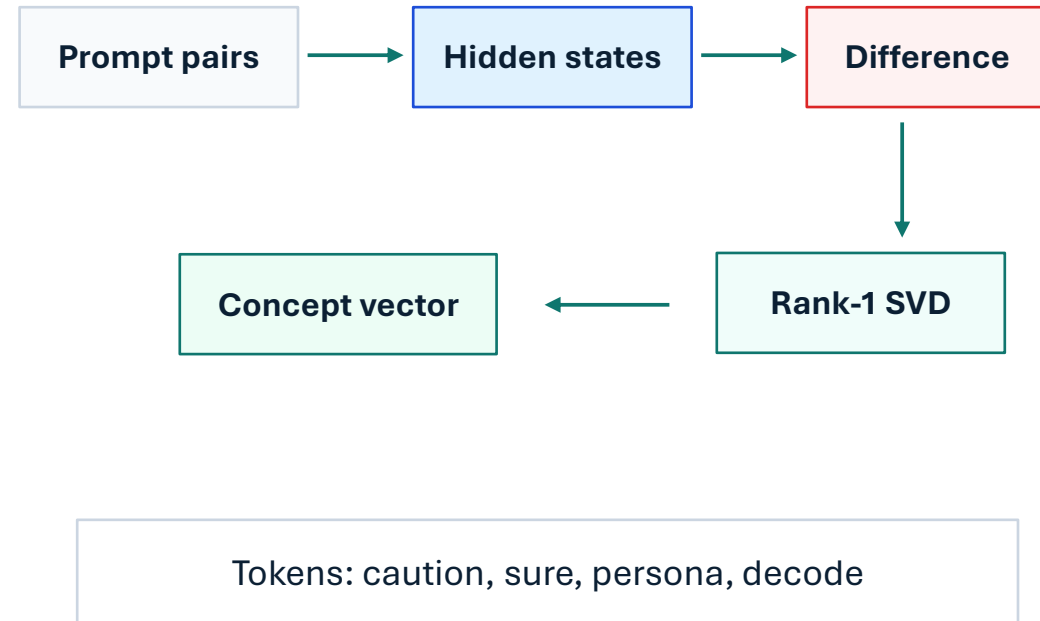 Prompt pairs
Hidden states
Difference
Rank-1 SVD
Concept vector
Tokens: caution, sure, persona, decode